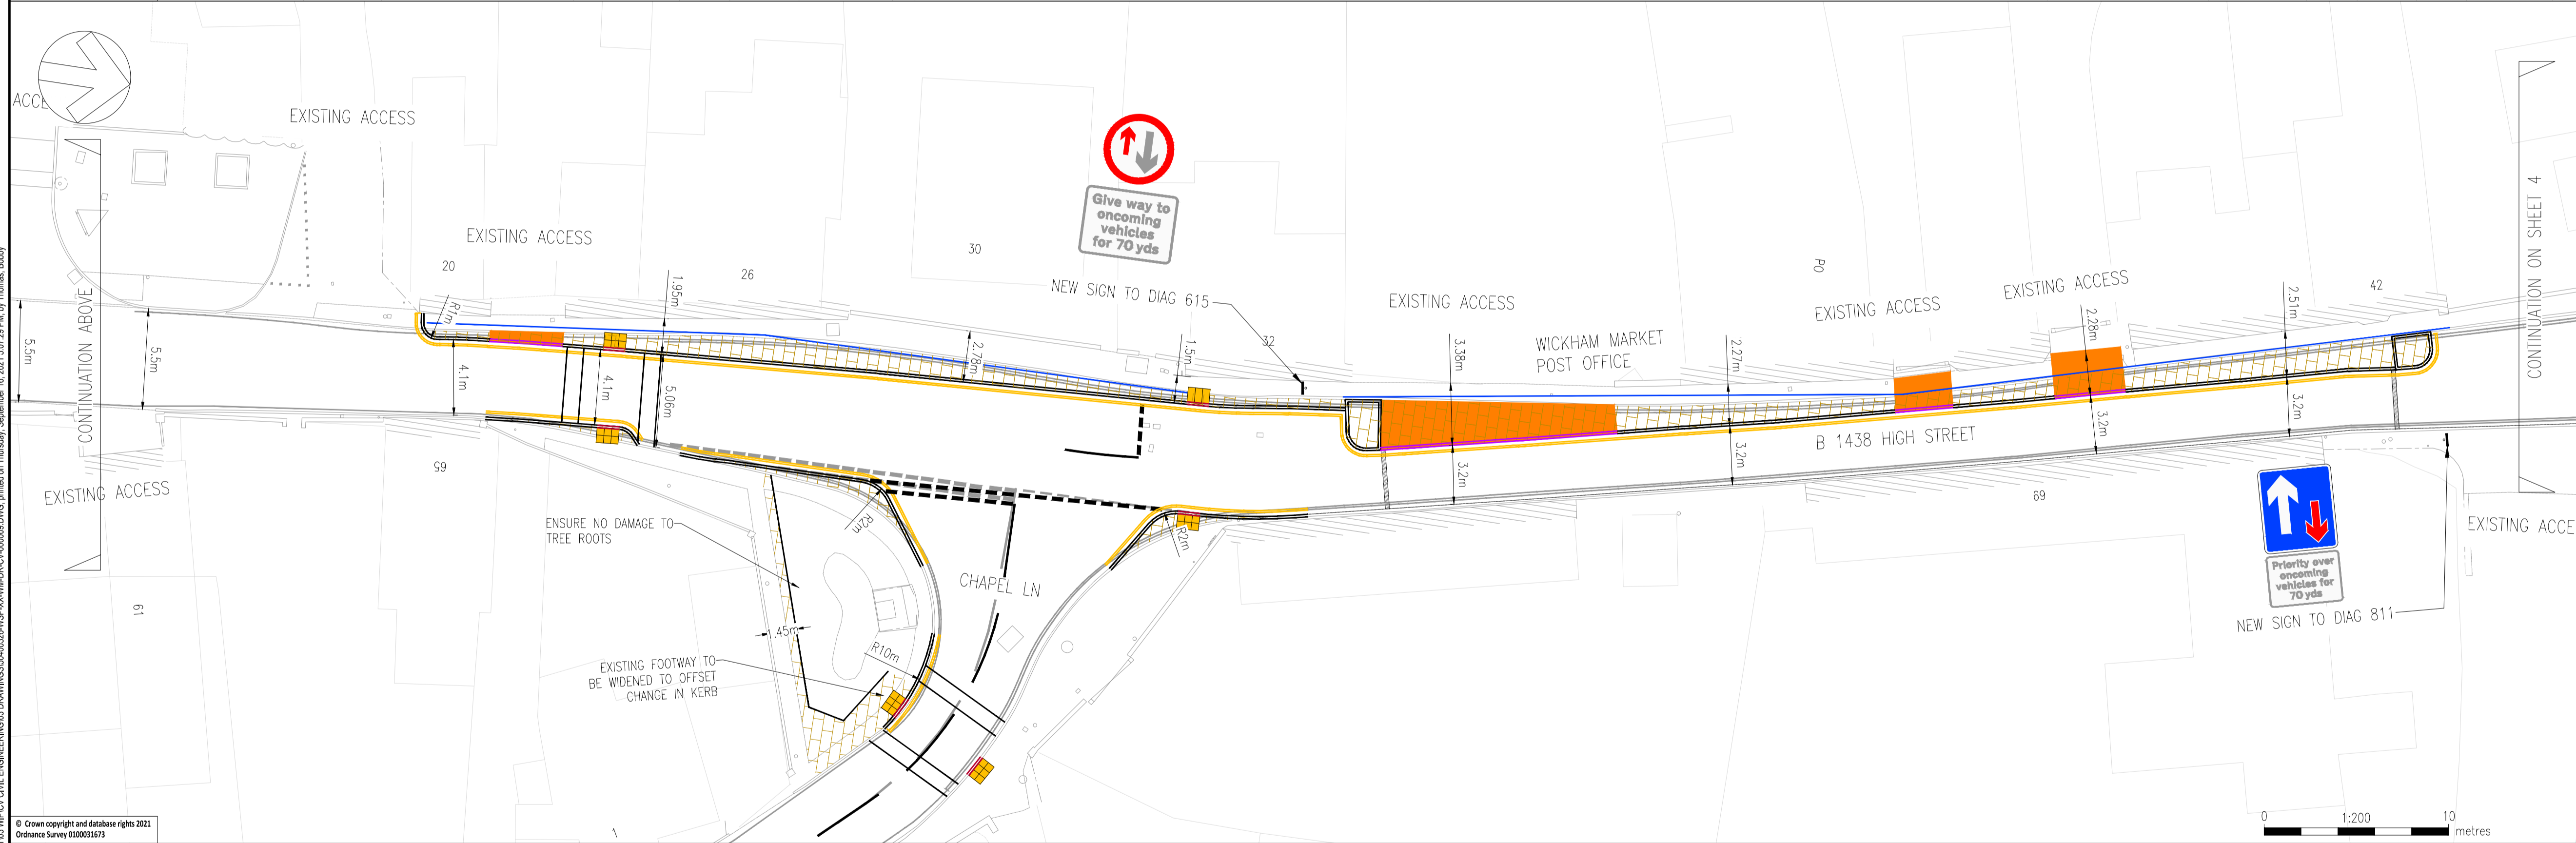 ACCE
EXISTING ACCESS
EXISTING ACCESS
20
26
30
Give way to
oncoming
vehicles
for 70 yds
NEW SIGN TO DIAG 615
32
EXISTING ACCESS
WICKHAM MARKET
POST OFFICE
PO
EXISTING ACCESS
EXISTING ACCESS
42
CONTINUATION ON SHEET 4
CONTINUATION ABOVE
5.5m
5.5m
R1m
4.1m
4.1m
1.95m
5.06m
2.78m
1.5m
3.38m
3.2m
2.27m
3.2m
2.28m
3.2m
2.51m
3.2m
B 1438 HIGH STREET
EXISTING ACCESS
65
61
69
ENSURE NO DAMAGE TO
TREE ROOTS
R2m
R2m
CHAPEL LN
1.45m
R10m
EXISTING FOOTWAY TO
BE WIDENED TO OFFSET
CHANGE IN KERB
Priority over
oncoming
vehicles for
70 yds
NEW SIGN TO DIAG 811
EXISTING ACCE
1
© Crown copyright and database rights 2021
Ordnance Survey 0100031673
0 1:200 10
metres